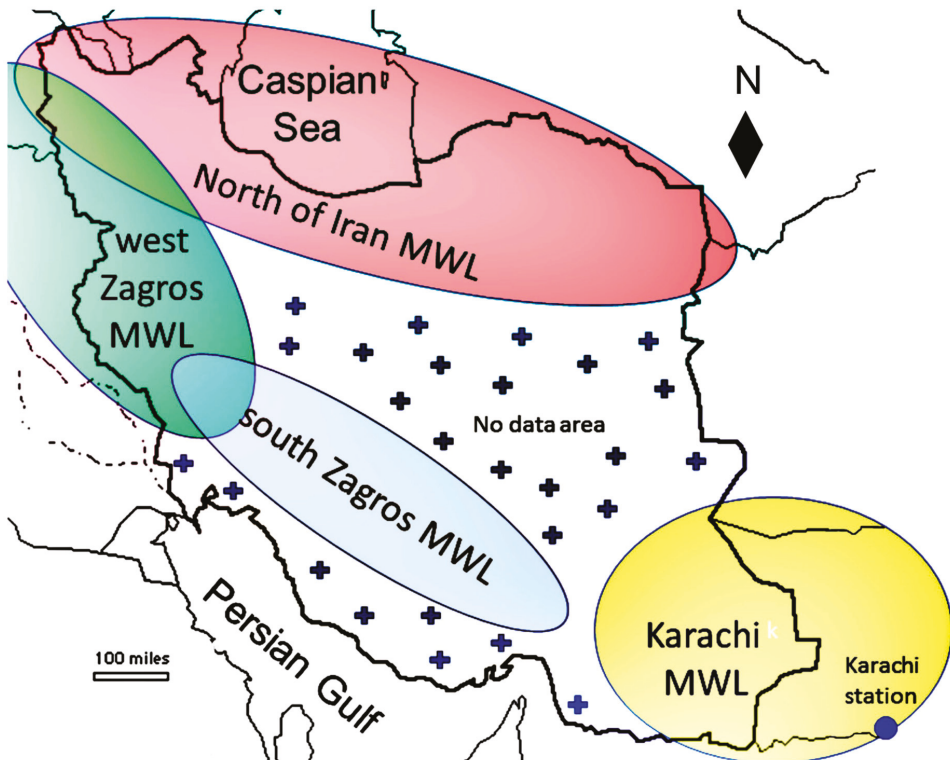 Caspian
Sea
N
North of Iran MWL
west
Zagros
MWL
No data area
south Zagros MWL
Persian Gulf
100 miles
Karachi k
MWL
Karachi
station